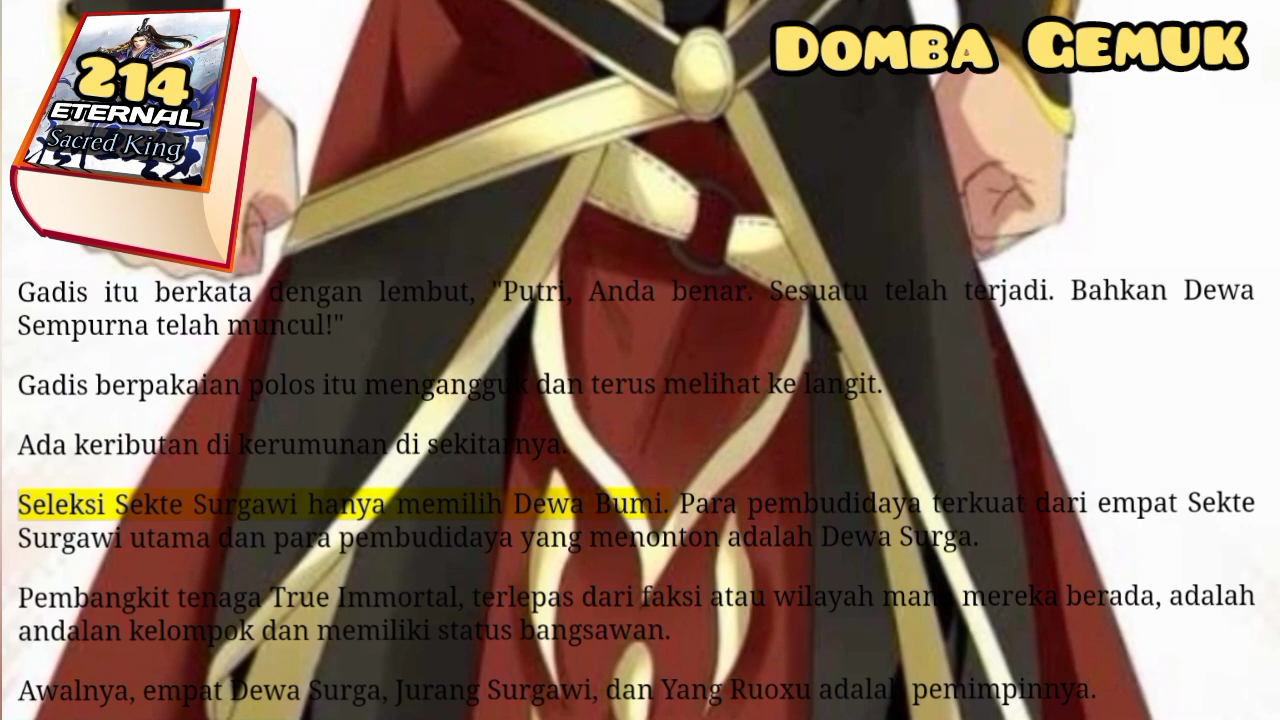 214
ETERNAL
Sacred King
DOMBA GEMUK
Gadis itu berkata dengan lembut, "Putri, Anda benar. Sesuatu telah terjadi. Bahkan Dewa
Sempurna telah muncul!"
Gadis berpakaian polos itu mengangguk dan terus melihat ke langit.
Ada keributan di kerumunan di sekitarnya.
Seleksi Sekte Surgawi hanya memilih Dewa Bumi. Para pembudidaya terkuat dari empat Sekte
Surgawi utama dan para pembudidaya yang menonton adalah Dewa Surga.
Pembangkit tenaga True Immortal, terlepas dari faksi atau wilayah mana mereka berada, adalah
andalan kelompok dan memiliki status bangsawan.
Awalnya, empat Dewa Surga, Jurang Surgawi, dan Yang Ruoxu adalah pemimpinnya.